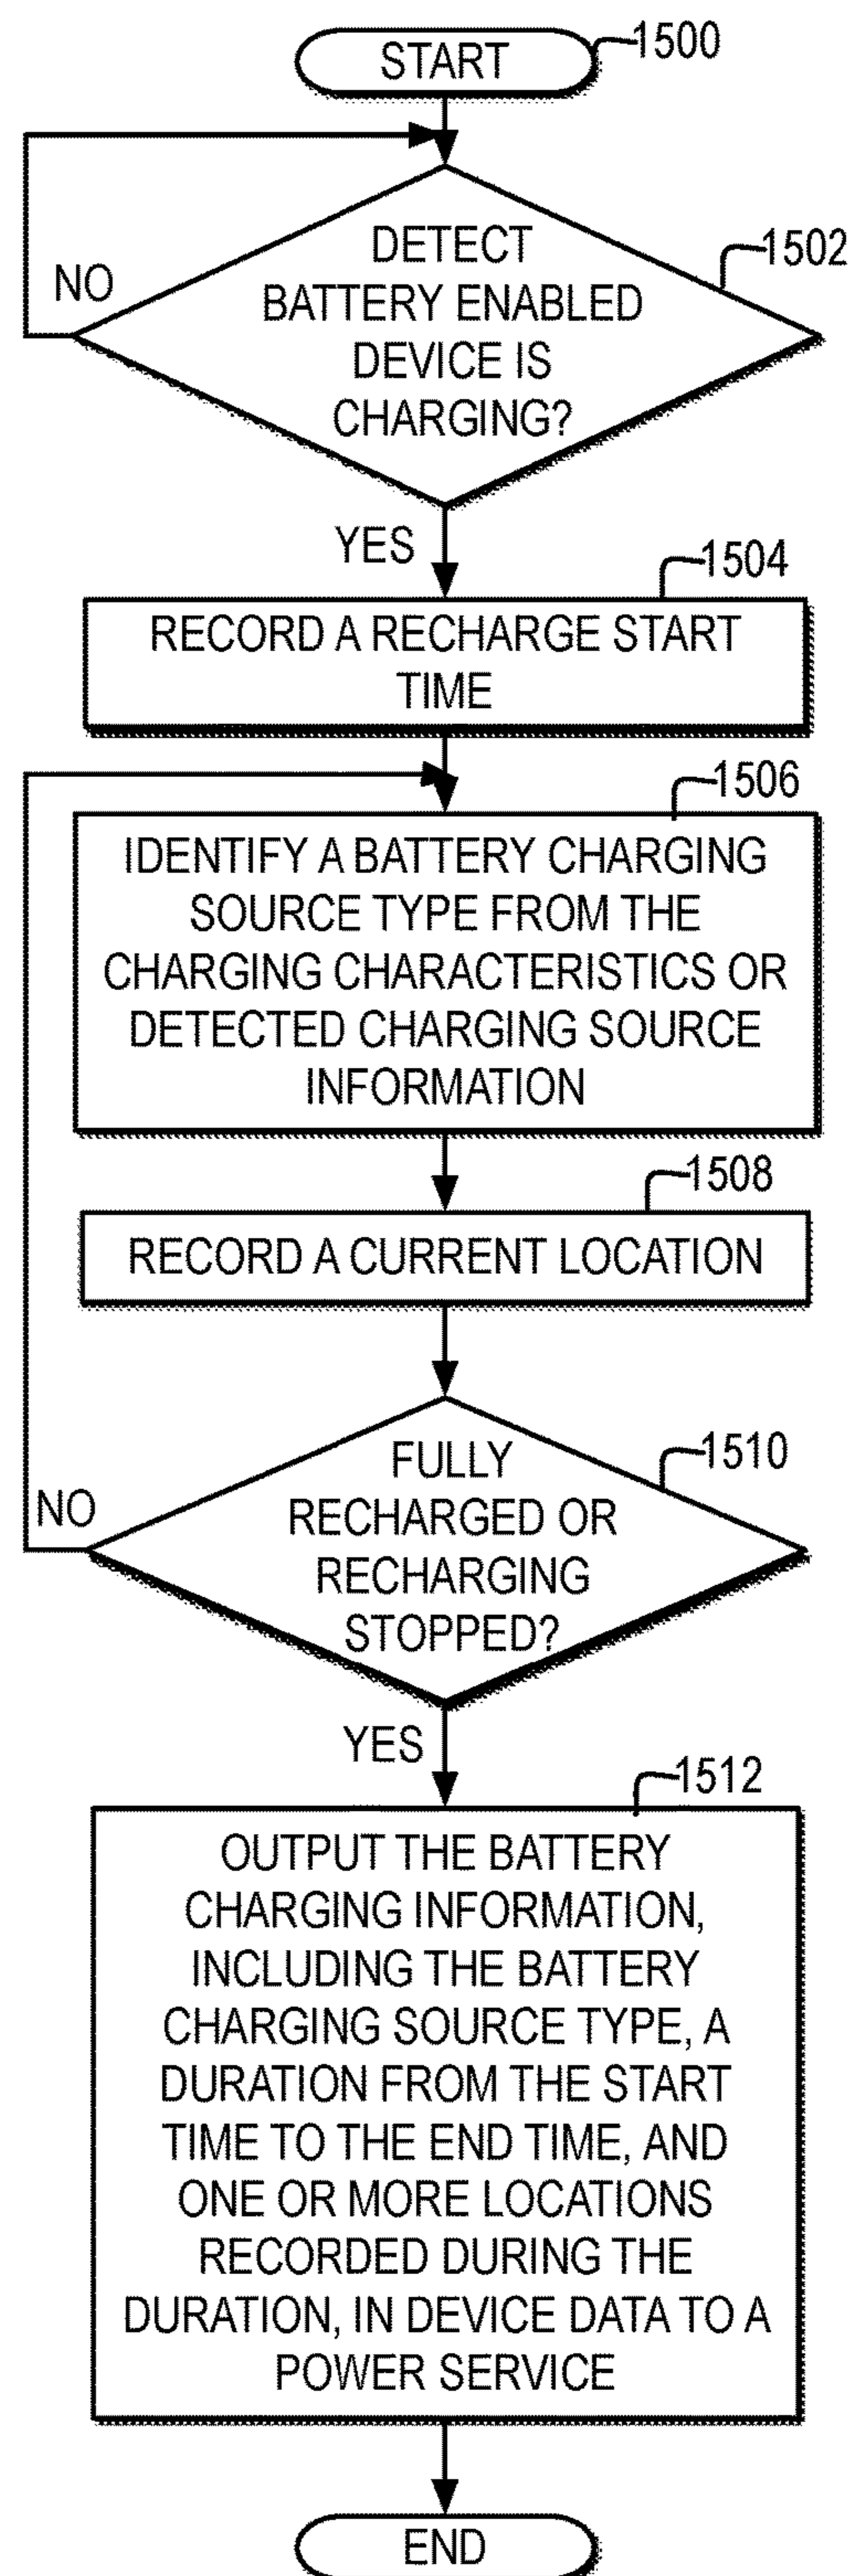 START
1500
DETECT
BATTERY ENABLED
DEVICE IS
CHARGING?
1502
NO
YES
1504
RECORD A RECHARGE START
TIME
1506
IDENTIFY A BATTERY CHARGING
SOURCE TYPE FROM THE
CHARGING CHARACTERISTICS OR
DETECTED CHARGING SOURCE
INFORMATION
1508
RECORD A CURRENT LOCATION
1510
FULLY
RECHARGED OR
RECHARGING
STOPPED?
NO
YES
1512
OUTPUT THE BATTERY
CHARGING INFORMATION,
INCLUDING THE BATTERY
CHARGING SOURCE TYPE, A
DURATION FROM THE START
TIME TO THE END TIME, AND
ONE OR MORE LOCATIONS
RECORDED DURING THE
DURATION, IN DEVICE DATA TO A
POWER SERVICE
END